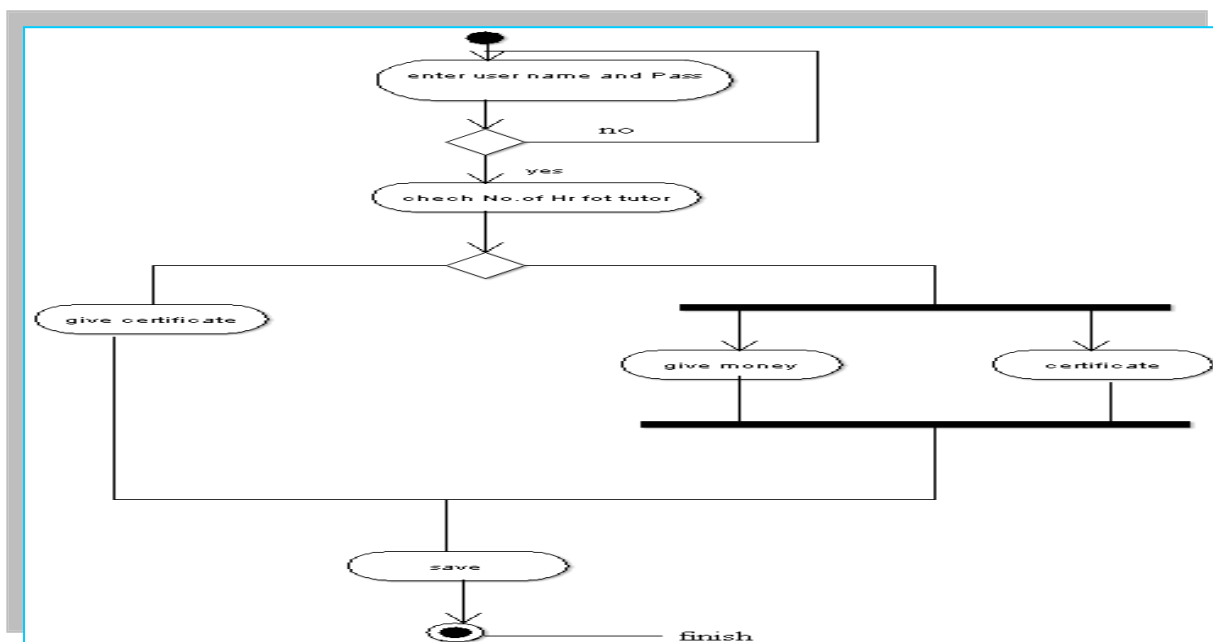 enter user name and Pass
no
yes
chech No.of Hr fot tutor
give certificate
give money
certificate
save
finish